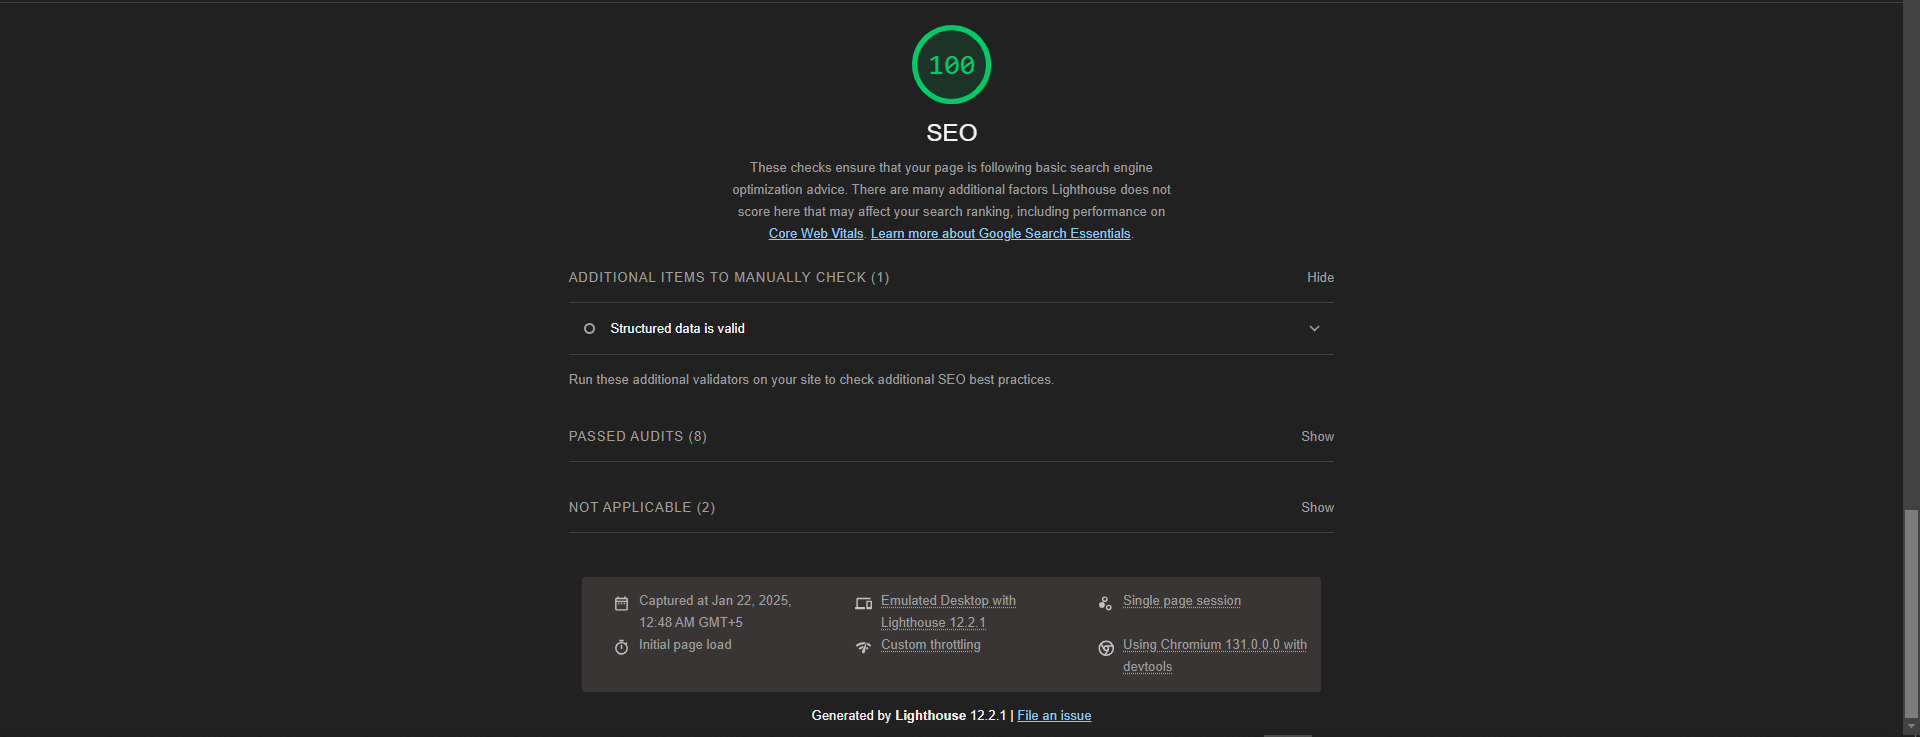 100
SEO
These checks ensure that your page is following basic search engine
optimization advice. There are many additional factors Lighthouse does not
score here that may affect your search ranking, including performance on
Core Web Vitals. Learn more about Google Search Essentials.
ADDITIONAL ITEMS TO MANUALLY CHECK (1)
Hide
Structured data is valid
Run these additional validators on your site to check additional SEO best practices.
PASSED AUDITS (8)
Show
NOT APPLICABLE (2)
Show
Captured at Jan 22, 2025,
12:48 AM GMT+5
Emulated Desktop with
Lighthouse 12.2.1
Single page session
Initial page load
Custom throttling
Using Chromium 131.0.0.0 with
devtools
Generated by Lighthouse 12.2.1 | File an issue